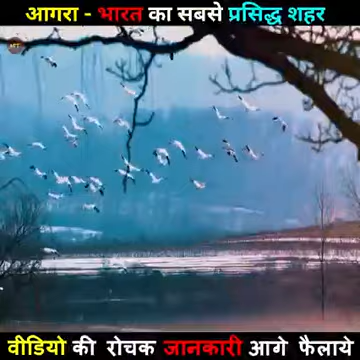 आगरा - भारत का सबसे प्रसिद्ध शहर
वीडियो की रोचक जानकारी आगे फैलाये